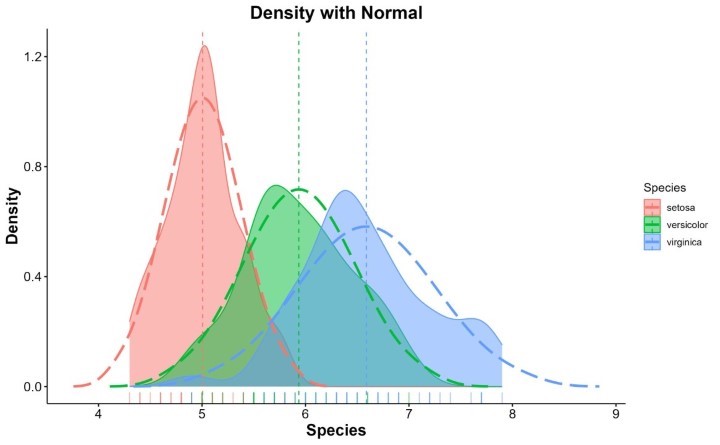 Density with Normal
1.2
0.8
0.4
0.0
Density
4 5 6 7 8 9
Species
Species
setosa
versicolor
virginica